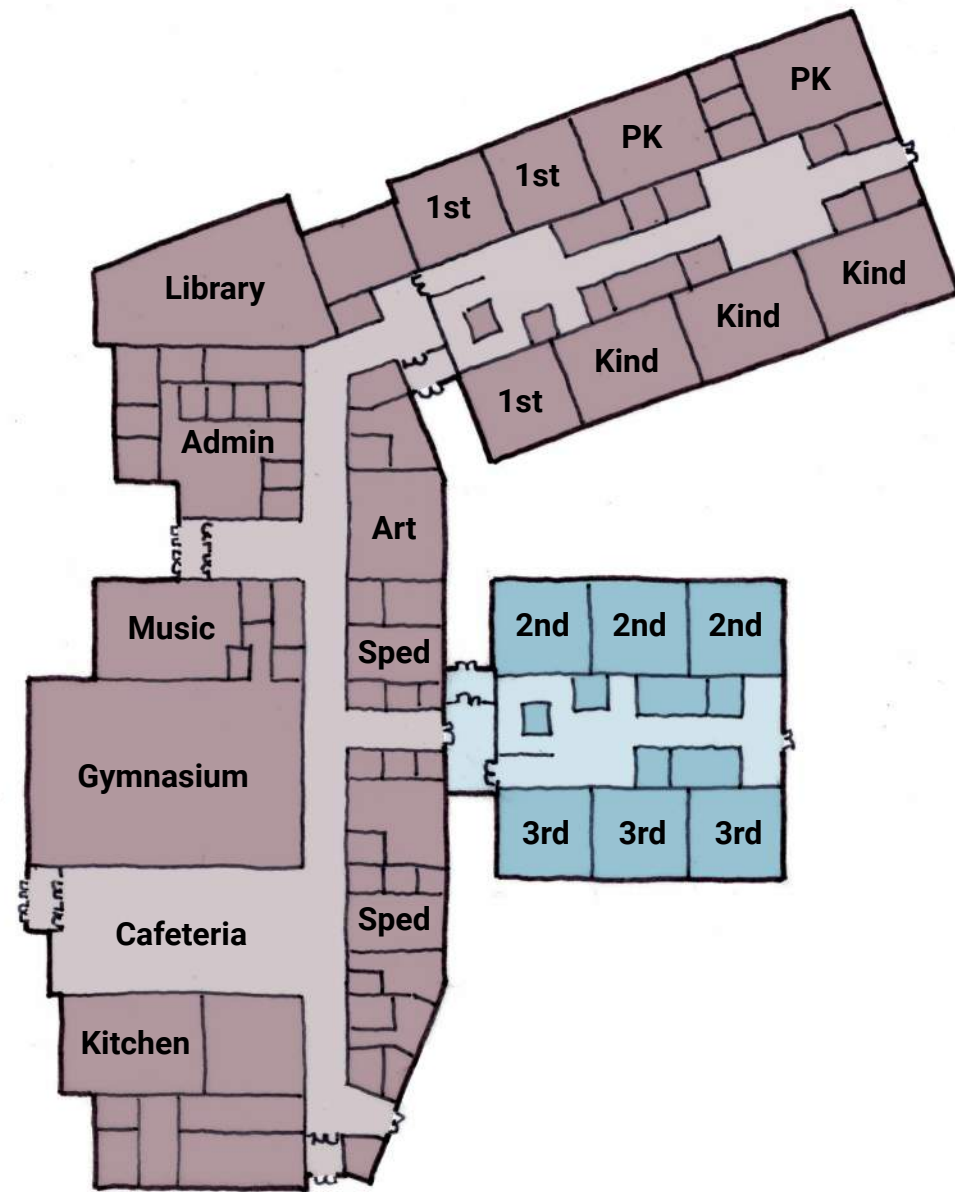 PK
PK
1st
1st
Kind
Library
Kind
Kind
1st
Admin
Art
2nd
2nd
2nd
Music
Sped
Gymnasium
3rd
3rd
3rd
Sped
Cafeteria
Kitchen